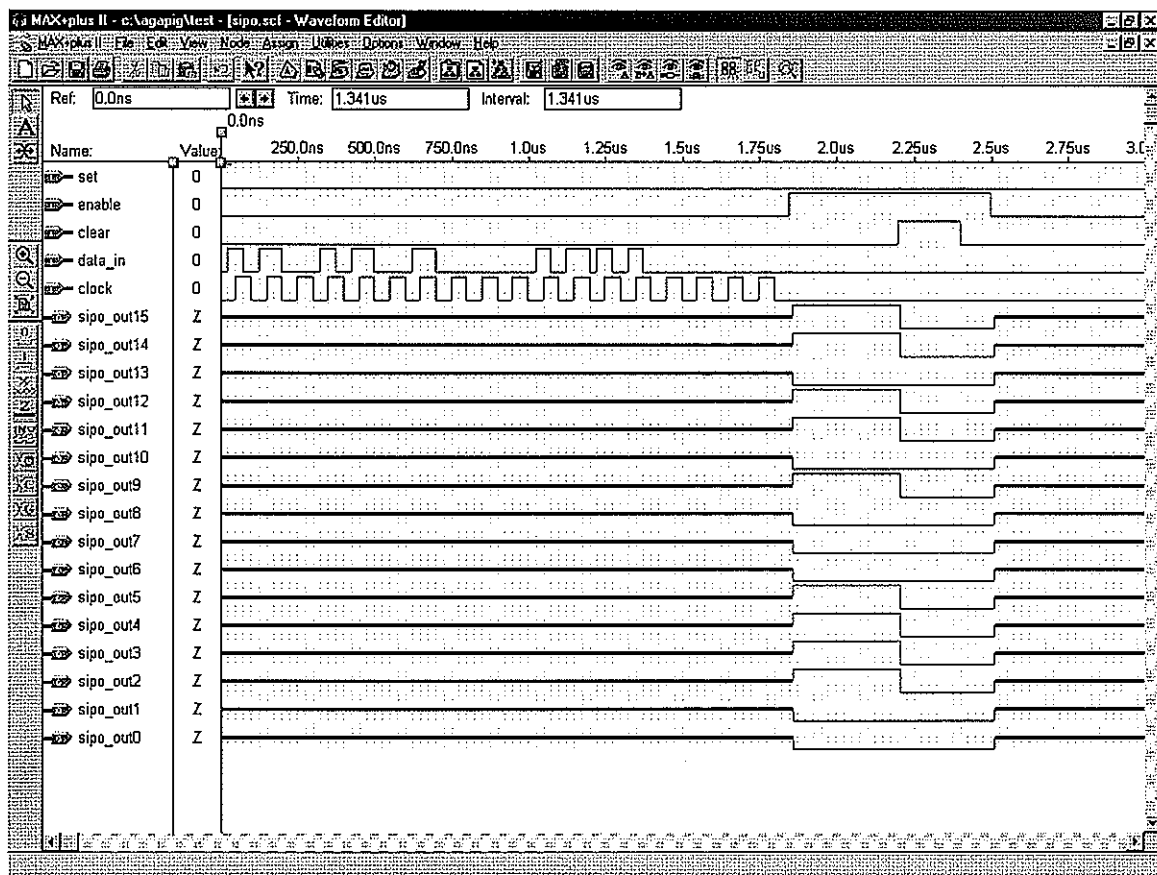 MAX+plus II - c:\agapig\test - [sipo.scf - Waveform Editor]
MAX+plus II File Edit View Node Assign Utilities Options Window Help
Ref: 0.0ns Time: 1.341us Interval: 1.341us
0.0ns
Name: Value: 250.0ns 500.0ns 750.0ns 1.0us 1.25us 1.5us 1.75us 2.0us 2.25us 2.5us 2.75us 3.0
set 0
enable 0
clear 0
data_in 0
clock 0
sipo_out15 Z
sipo_out14 Z
sipo_out13 Z
sipo_out12 Z
sipo_out11 Z
sipo_out10 Z
sipo_out9 Z
sipo_out8 Z
sipo_out7 Z
sipo_out6 Z
sipo_out5 Z
sipo_out4 Z
sipo_out3 Z
sipo_out2 Z
sipo_out1 Z
sipo_out0 Z